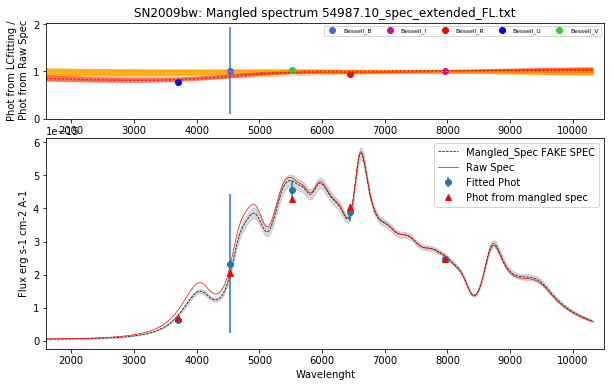 SN2009bw: Mangled spectrum 54987.10_spec_extended_FL.txt
Phot from LCfitting /
Phot from Raw Spec
2
1
0
Bessell_B
Bessell_I
Bessell_R
Bessell_U
Bessell_V
2000 3000 4000 5000 6000 7000 8000 9000 10000
1e−15
Flux erg s-1 cm-2 A-1
6
5
4
3
2
1
0
Mangled_Spec FAKE SPEC
Raw Spec
Fitted Phot
Phot from mangled spec
2000 3000 4000 5000 6000 7000 8000 9000 10000
Wavelenght